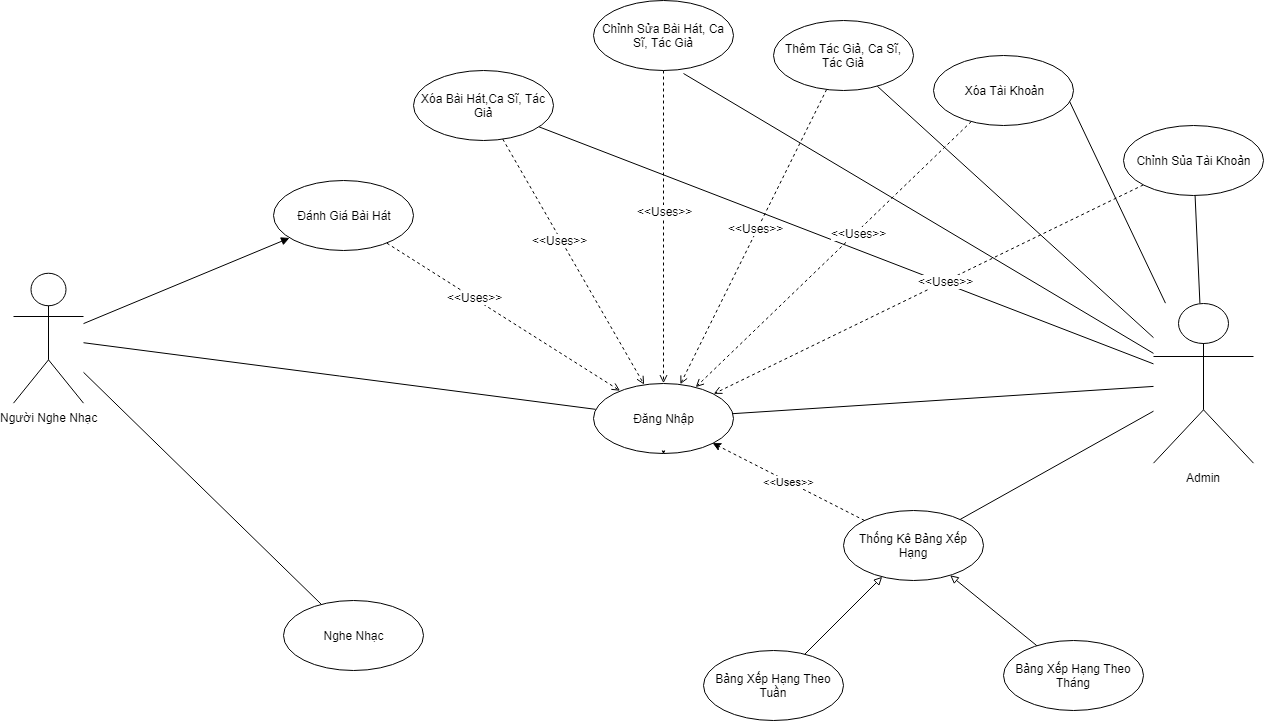 Chỉnh Sửa Bài Hát, Ca
Sĩ, Tác Giả
Thêm Tác Giả, Ca Sĩ,
Tác Giả
Xóa Tài Khoản
Xóa Bài Hát,Ca Sĩ, Tác
Giả
Chỉnh Sủa Tài Khoản
Đánh Giá Bài Hát
<<Uses>>
<<Uses>>
<<Uses>>
<<Uses>>
<<Uses>>
<<Uses>>
Người Nghe Nhạc
Đăng Nhập
Admin
<<Uses>>
Thống Kê Bảng Xếp
Hạng
Nghe Nhạc
Bảng Xếp Hạng Theo
Tuần
Bảng Xếp Hạng Theo
Tháng